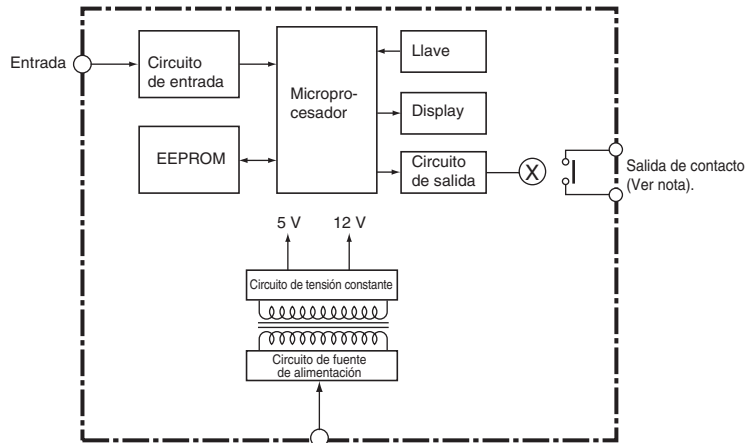 Entrada
Circuito
de entrada
Micropro-
cesador
Llave
Display
EEPROM
Circuito
de salida
X
Salida de contacto
(Ver nota).
5 V
12 V
Circuito de tensión constante
Circuito de fuente
de alimentación